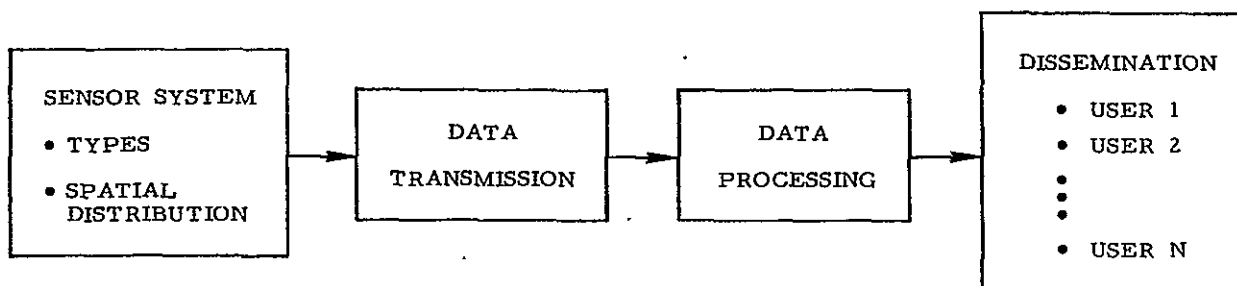 SENSOR SYSTEM
• TYPES
• SPATIAL
DISTRIBUTION
DATA
TRANSMISSION
DATA
PROCESSING
DISSEMINATION
• USER 1
• USER 2
•
•
•
• USER N